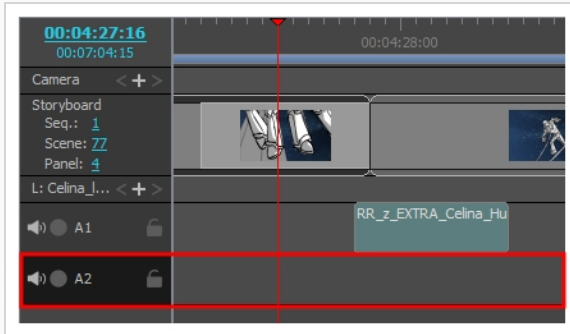 00:04:27:16
00:07:04:15
00:04:28:00
Camera < + >
Storyboard
Seq.: 1
Scene: 77
Panel: 4
L: Celina_l... < + >
A1
RR_z_EXTRA_Celina_Hu
A2